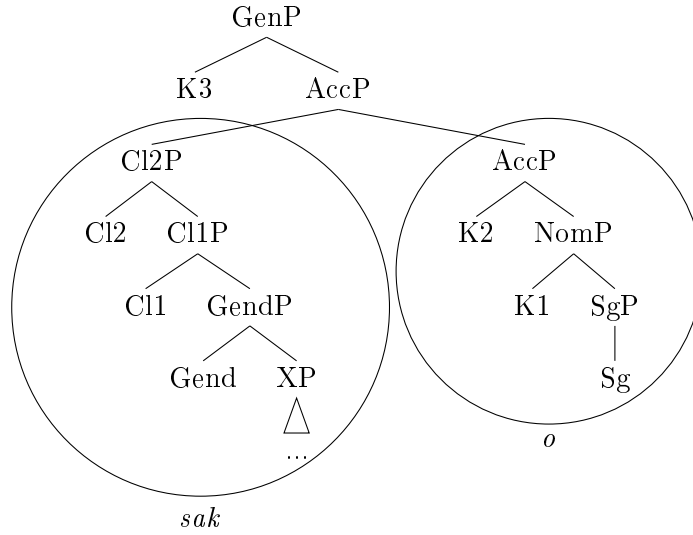 GenP
K3 AccP
Cl2P AccP
Cl2 Cl1P K2 NomP
Cl1 GendP K1 SgP
Gend XP Sg
...
o
sak